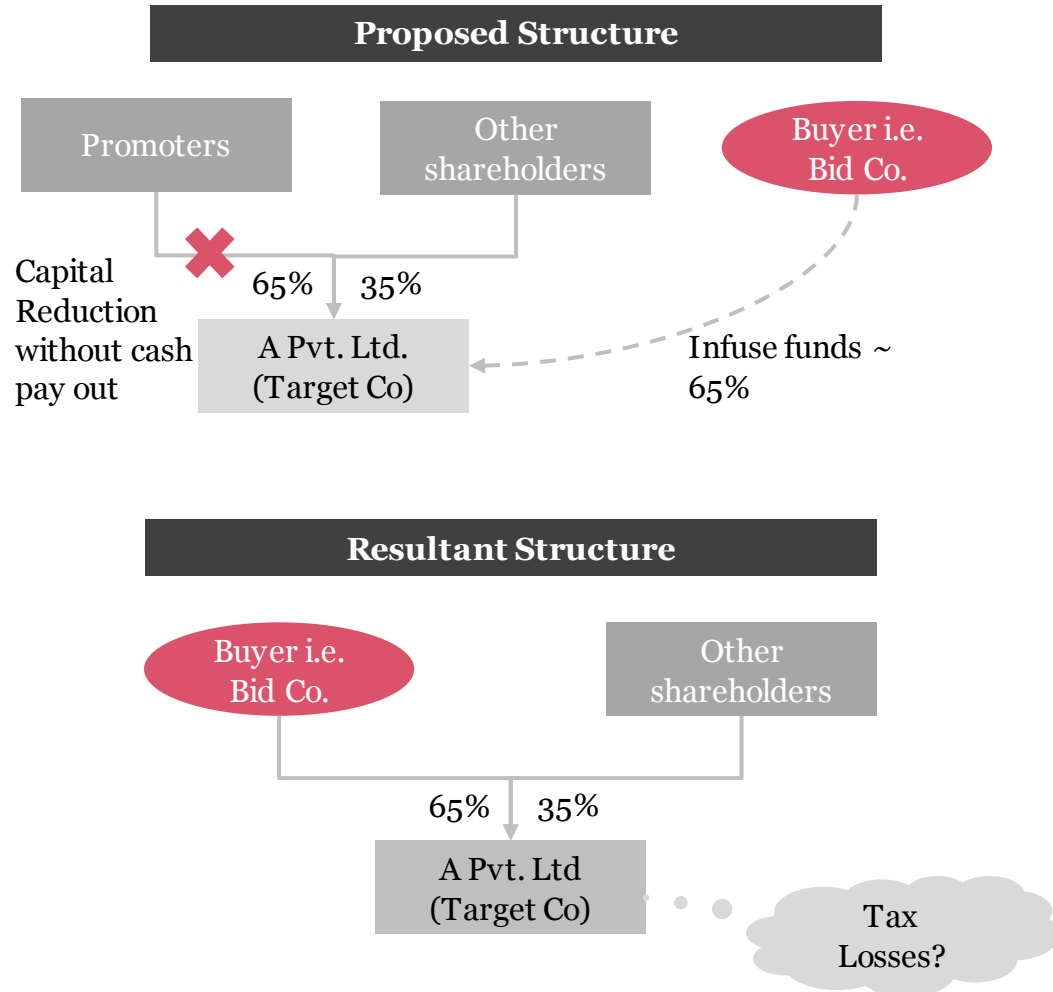 Proposed Structure
Promoters
Other
shareholders
Buyer i.e.
Bid Co.
Capital
Reduction
without cash
pay out
65%
35%
A Pvt. Ltd.
(Target Co)
Infuse funds ~
65%
Resultant Structure
Buyer i.e.
Bid Co.
Other
shareholders
65%
35%
A Pvt. Ltd
(Target Co)
Tax
Losses?